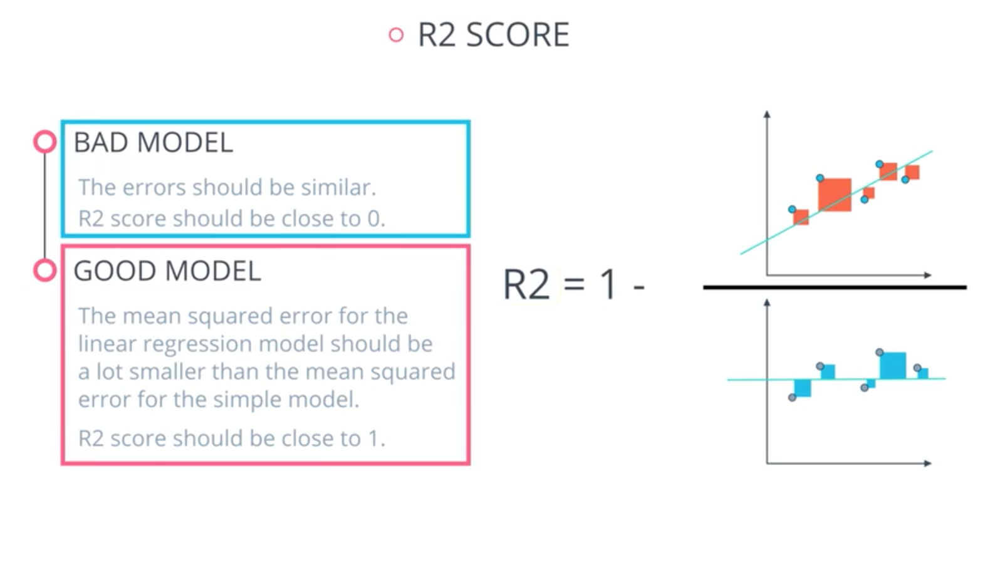 R2 SCORE
BAD MODEL
The errors should be similar.
R2 score should be close to 0.
GOOD MODEL
The mean squared error for the
linear regression model should be
a lot smaller than the mean squared
error for the simple model.
R2 score should be close to 1.
R2 = 1 -